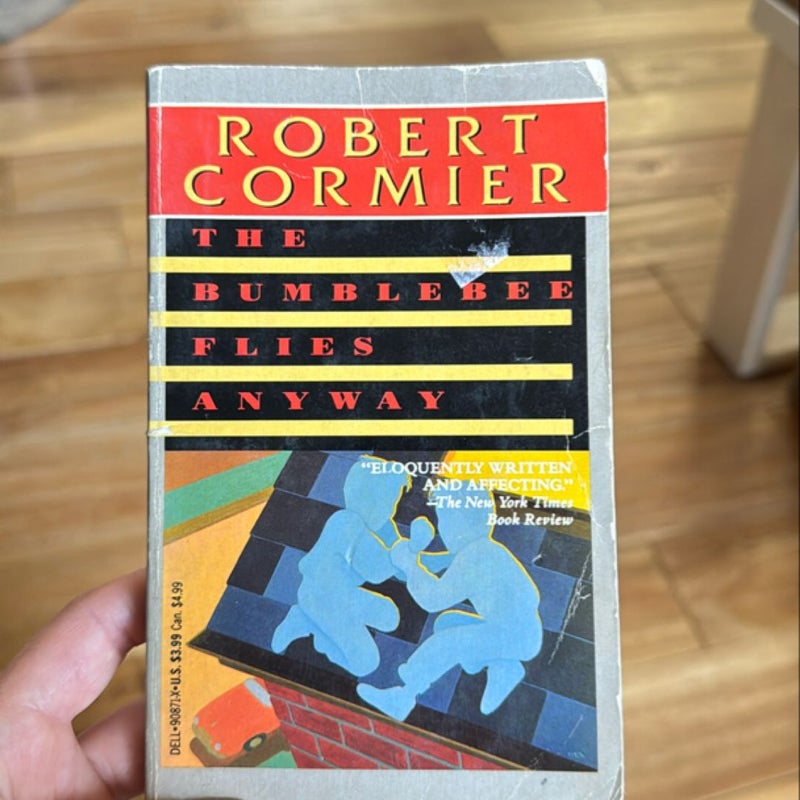 ROBERT
CORMIER
THE
BUMBLEBEE
FLIES
ANYWAY
“ELOQUENTLY WRITTEN
AND AFFECTING.”
—The New York Times
Book Review
DELL•90871-X•U.S. $3.99 Can. $4.99